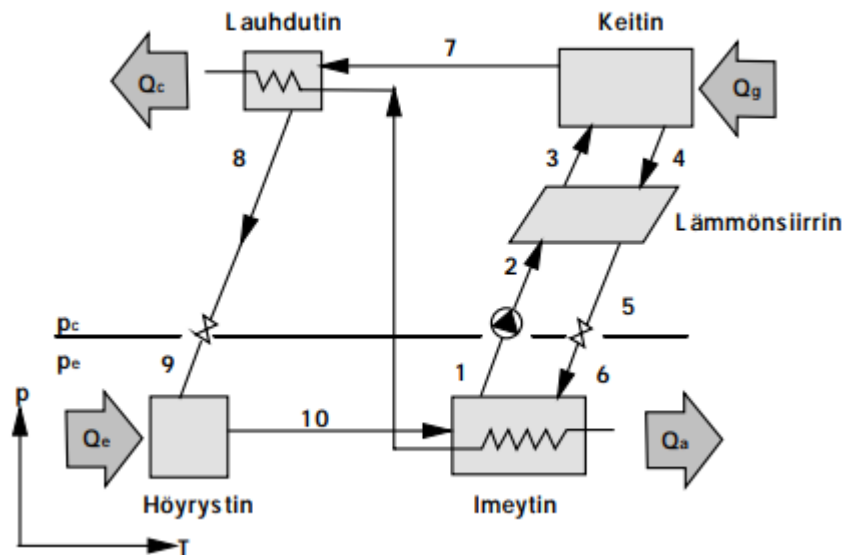 Lauhdutin
Keitin
7
Qc
Qg
8
3
4
Lämmönsiirrin
2
5
pc
pe
9
1
6
p
10
Qe
Qa
Höyrystin
Imeytin
T